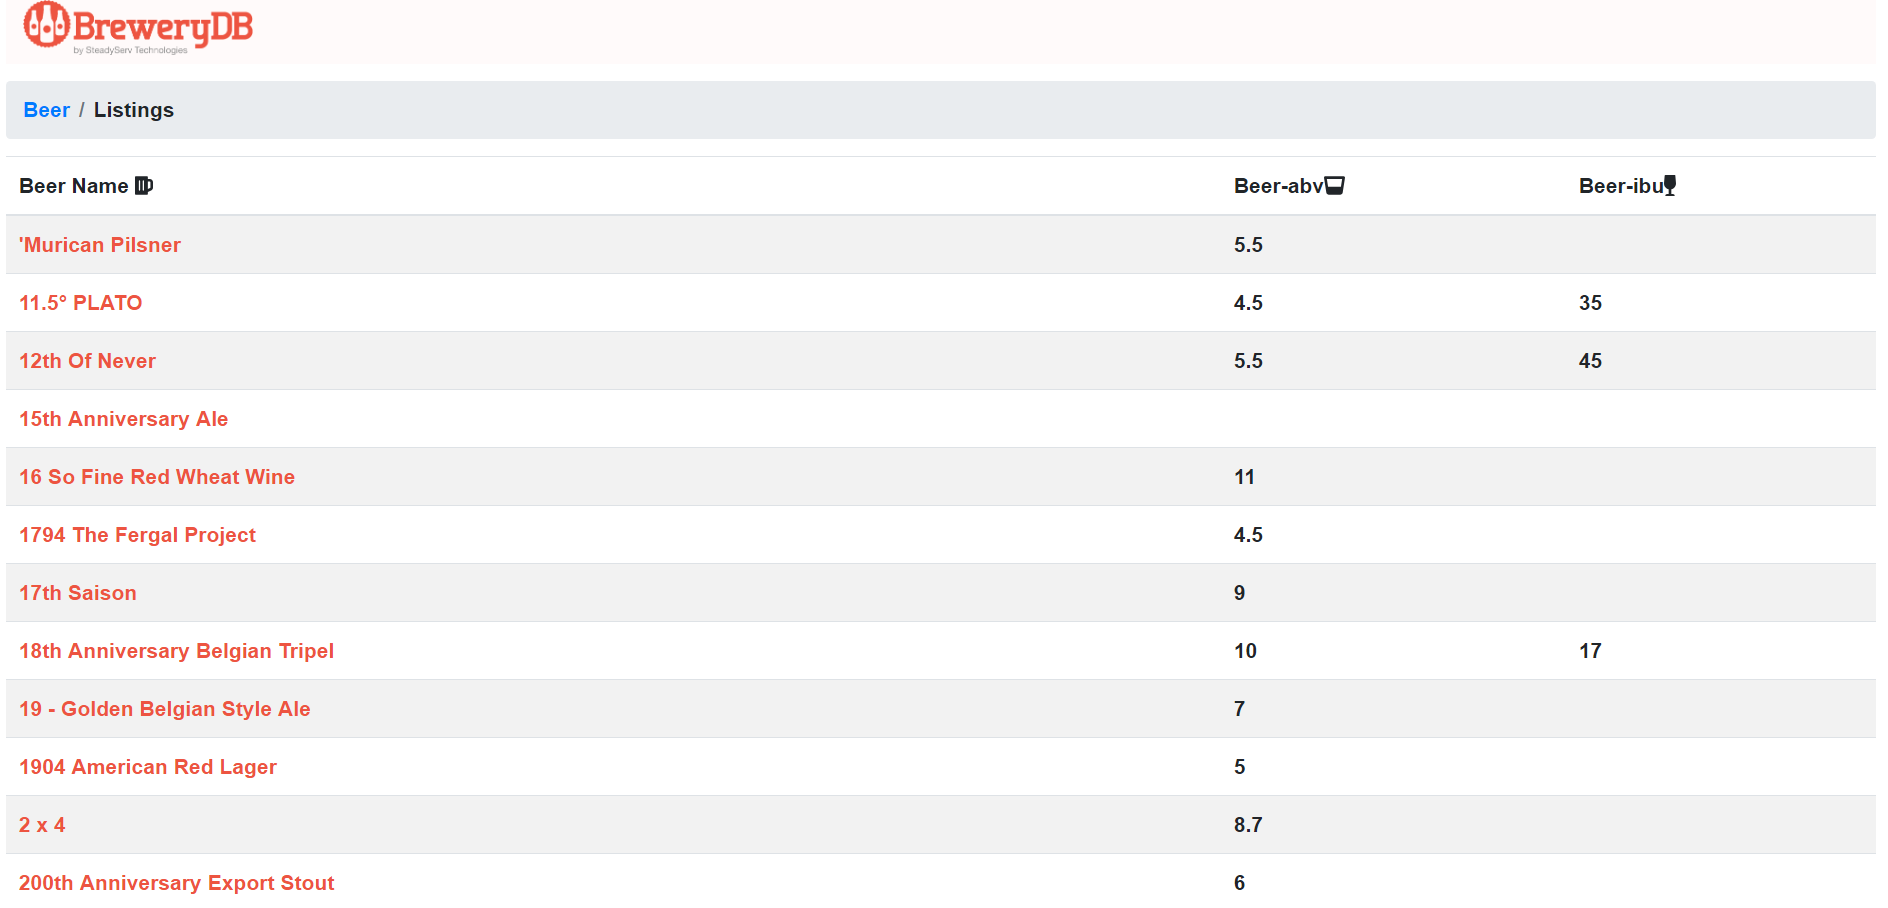 BreweryDB
by SteadyServ Technologies
Beer / Listings
Beer Name Beer-abv Beer-ibu
'Murican Pilsner 5.5
11.5° PLATO 4.5 35
12th Of Never 5.5 45
15th Anniversary Ale
16 So Fine Red Wheat Wine 11
1794 The Fergal Project 4.5
17th Saison 9
18th Anniversary Belgian Tripel 10 17
19 - Golden Belgian Style Ale 7
1904 American Red Lager 5
2 x 4 8.7
200th Anniversary Export Stout 6